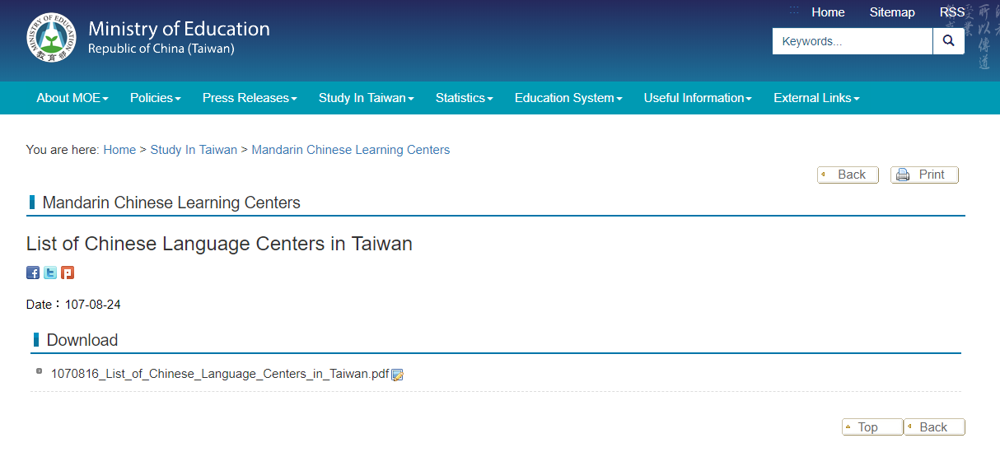 Home Sitemap RSS
MINISTRY OF EDUCATION
教育部
Ministry of Education
Republic of China (Taiwan)
Keywords...
所以傳道
About MOE Policies Press Releases Study In Taiwan Statistics Education System Useful Information External Links
You are here: Home > Study In Taiwan > Mandarin Chinese Learning Centers
Back Print
Mandarin Chinese Learning Centers
List of Chinese Language Centers in Taiwan
Date：107-08-24
Download
1070816_List_of_Chinese_Language_Centers_in_Taiwan.pdf
Top Back